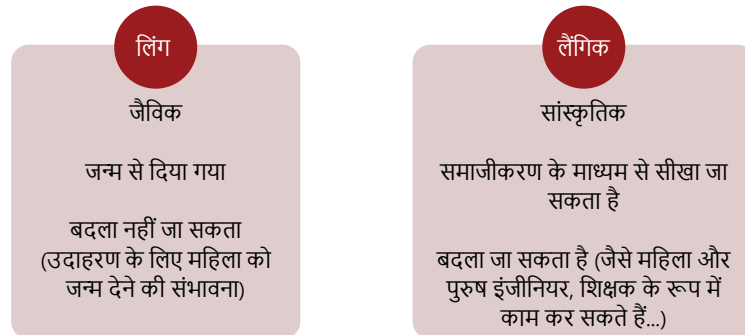 लिंग
जैविक
जन्म से दिया गया
बदला नहीं जा सकता
(उदाहरण के लिए महिला को
जन्म देने की संभावना)
लैंगिक
सांस्कृतिक
समाजीकरण के माध्यम से सीखा जा
सकता है
बदला जा सकता है (जैसे महिला और
पुरुष इंजीनियर, शिक्षक के रूप में
काम कर सकते हैं...)